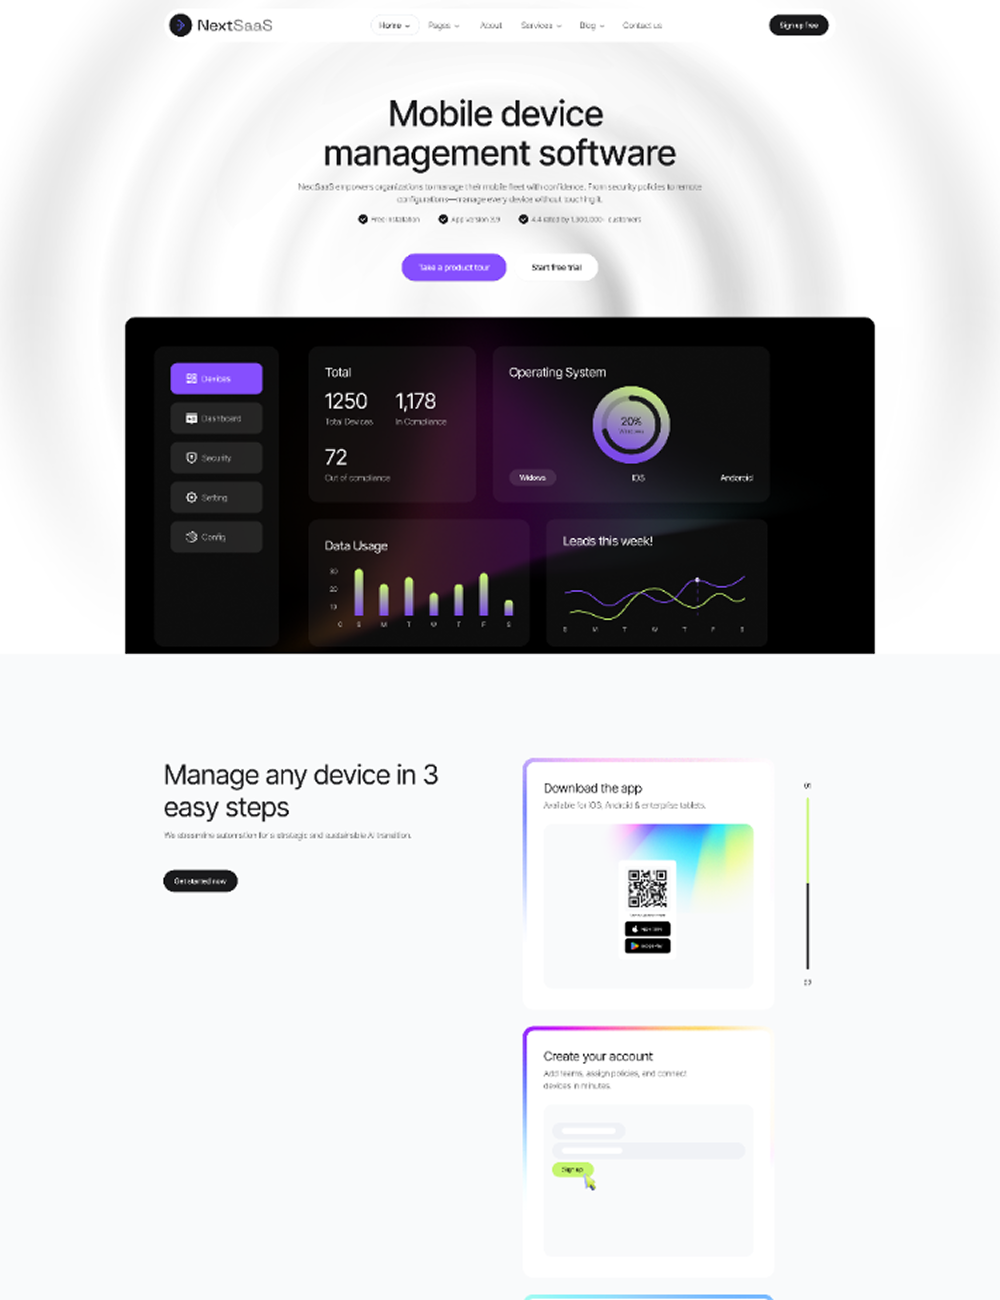 NextSaaS
Home
Pages
About
Services
Blog
Contact us
Sign up free
Mobile device
management software
NextSaaS empowers organizations to manage their mobile fleet with confidence. From security policies to remote
configurations—manage every device without touching it.
Free installation
App version 3.9
4.4 rated by customers
Take a product tour
Start free trial
Devices
Dashboard
Security
Setting
Config
Total
1250
1,178
Total Devices
In Compliance
72
Out of compliance
Operating System
20%
Windows
Widows
IOS
Andoroid
Data Usage
30
20
10
0 S M T W T F S
Leads this week!
S M T W T F S
Manage any device in 3
easy steps
We streamline automation for a strategic and sustainable AI transition.
Get started now
Download the app
Available for iOS, Android & enterprise tablets.
01
03
Create your account
Add teams, assign policies, and connect
devices in minutes.
Sign up